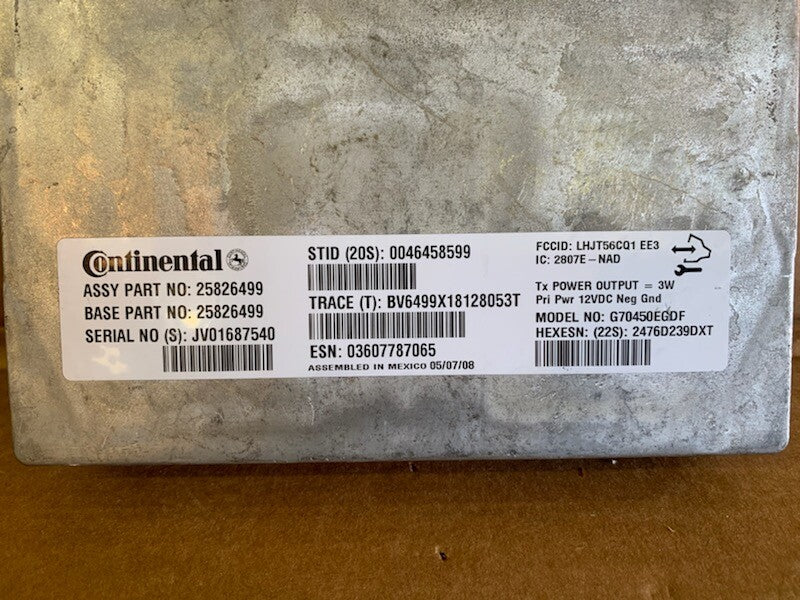 Continental
ASSY PART NO: 25826499
BASE PART NO: 25826499
SERIAL NO (S): JV01687540
STID (20S): 0046458599
TRACE (T): BV6499X18128053T
ESN: 03607787065
ASSEMBLED IN MEXICO 05/07/08
FCCID: LHJT56CQ1 EE3
IC: 2807E-NAD
Tx POWER OUTPUT = 3W
Pri Pwr 12VDC Neg Gnd
MODEL NO: G70450EGDF
HEXESN: (22S): 2476D239DXT